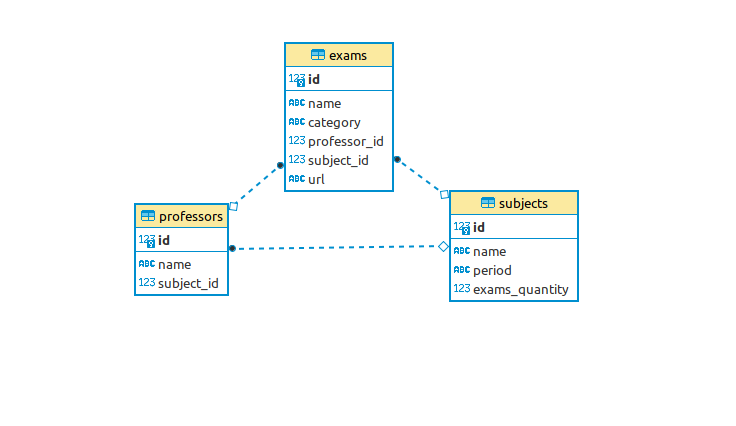 exams
123 id
ABC name
ABC category
123 professor_id
123 subject_id
ABC url
professors
123 id
ABC name
123 subject_id
subjects
123 id
ABC name
ABC period
123 exams_quantity